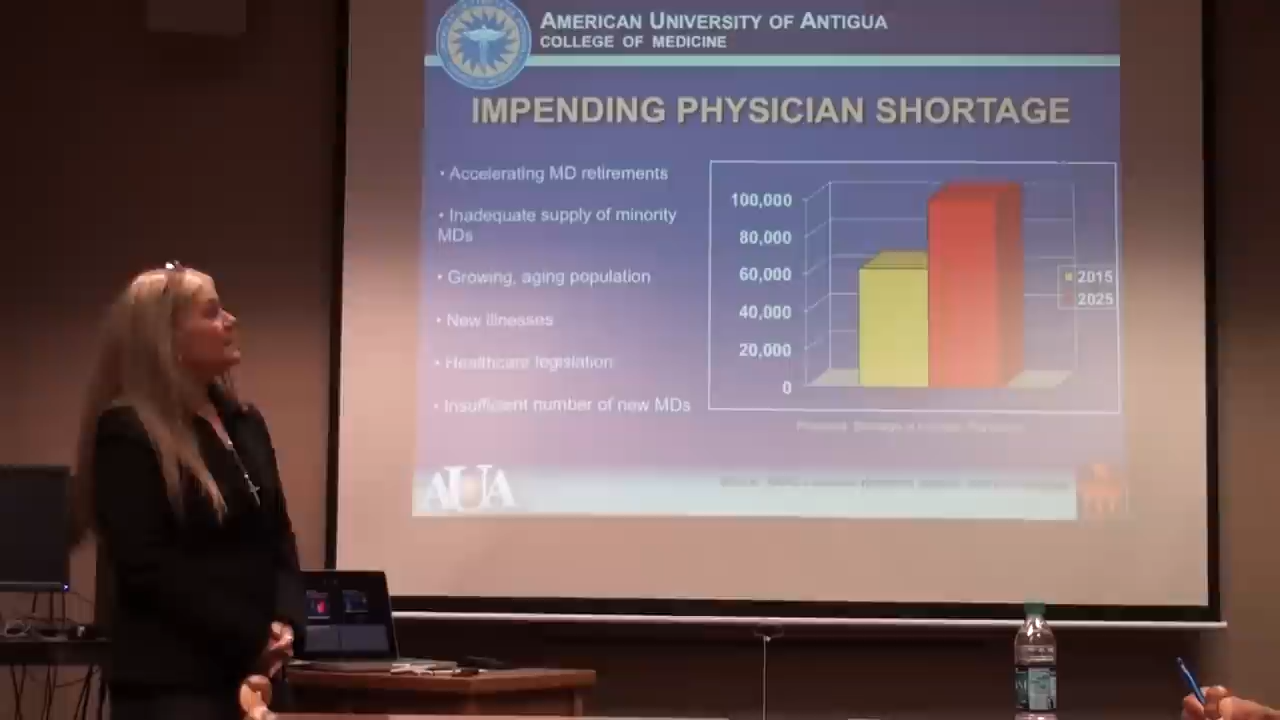 AMERICAN UNIVERSITY OF ANTIGUA
COLLEGE OF MEDICINE
IMPENDING PHYSICIAN SHORTAGE
• Accelerating MD retirements
• Inadequate supply of minority
MDs
• Growing, aging population
• New illnesses
• Healthcare legislation
• Insufficient number of new MDs
100,000
80,000
60,000
40,000
20,000
0
2015
2025
AUA